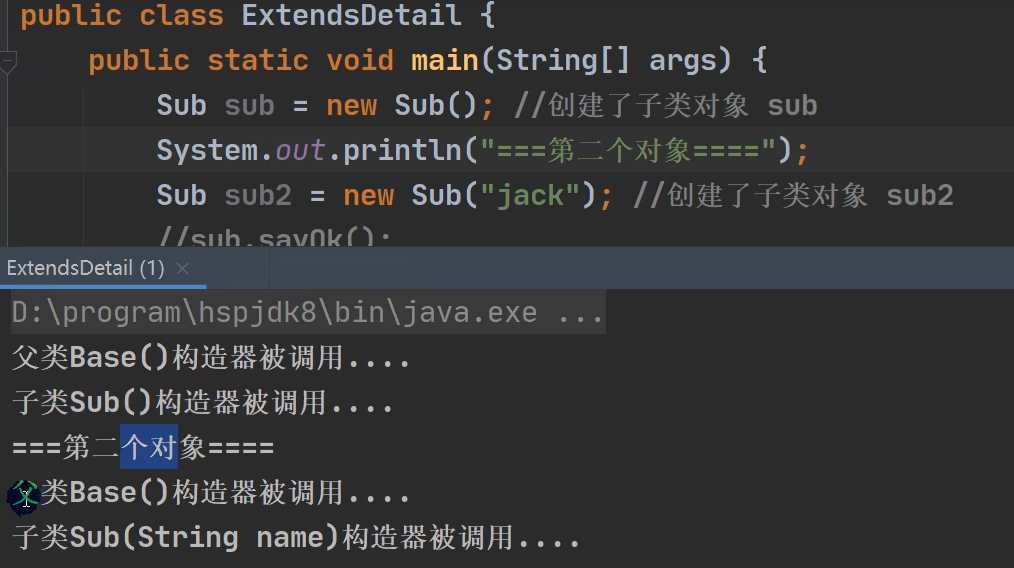 public class ExtendsDetail {
public static void main(String[] args) {
Sub sub = new Sub(); //创建了子类对象 sub
System.out.println("===第二个对象====");
Sub sub2 = new Sub("jack"); //创建了子类对象 sub2
//sub.sayOk();
ExtendsDetail (1) ×
D:\program\hspjdk8\bin\java.exe ...
父类Base()构造器被调用....
子类Sub()构造器被调用....
===第二个对象====
父类Base()构造器被调用....
子类Sub(String name)构造器被调用....